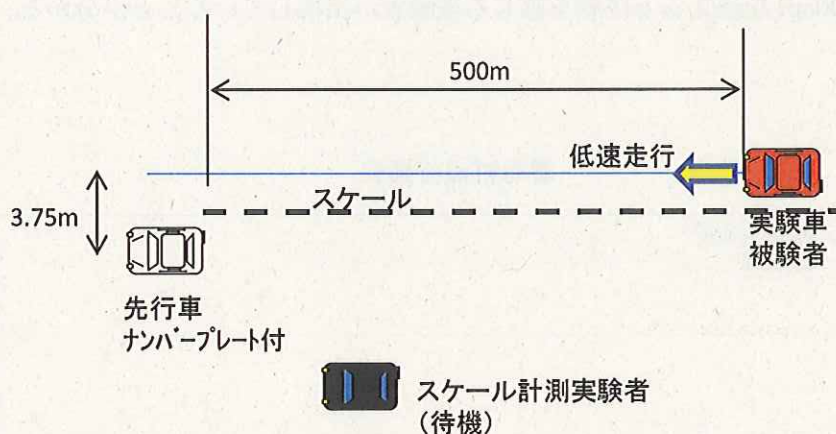 500m
低速走行
スケール
3.75m
実験車
被験者
先行車
ナンバープレート付
スケール計測実験者
(待機)